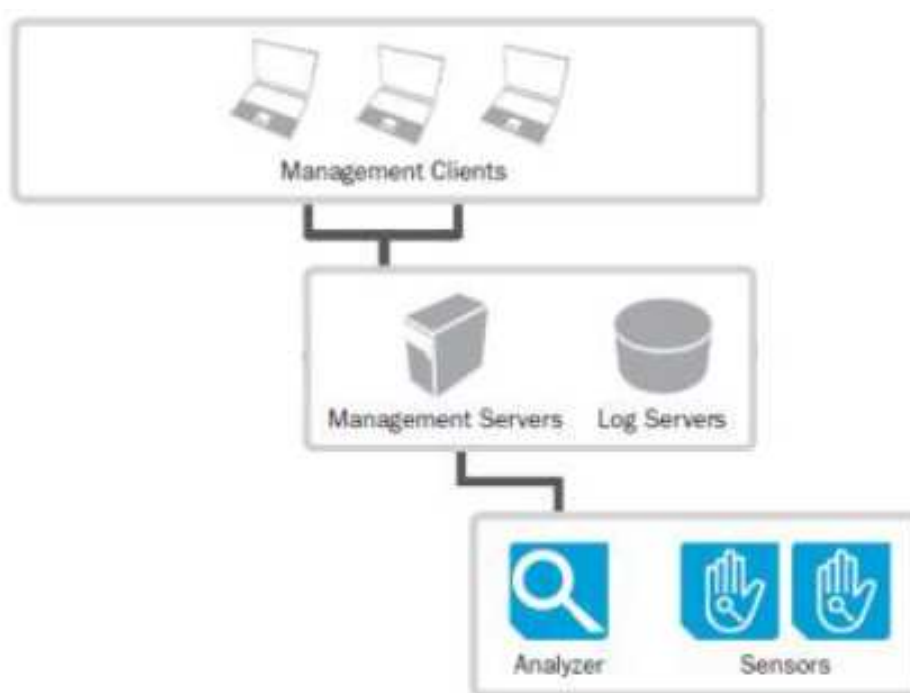 Management Clients
Management Servers
Log Servers
Analyzer
Sensors